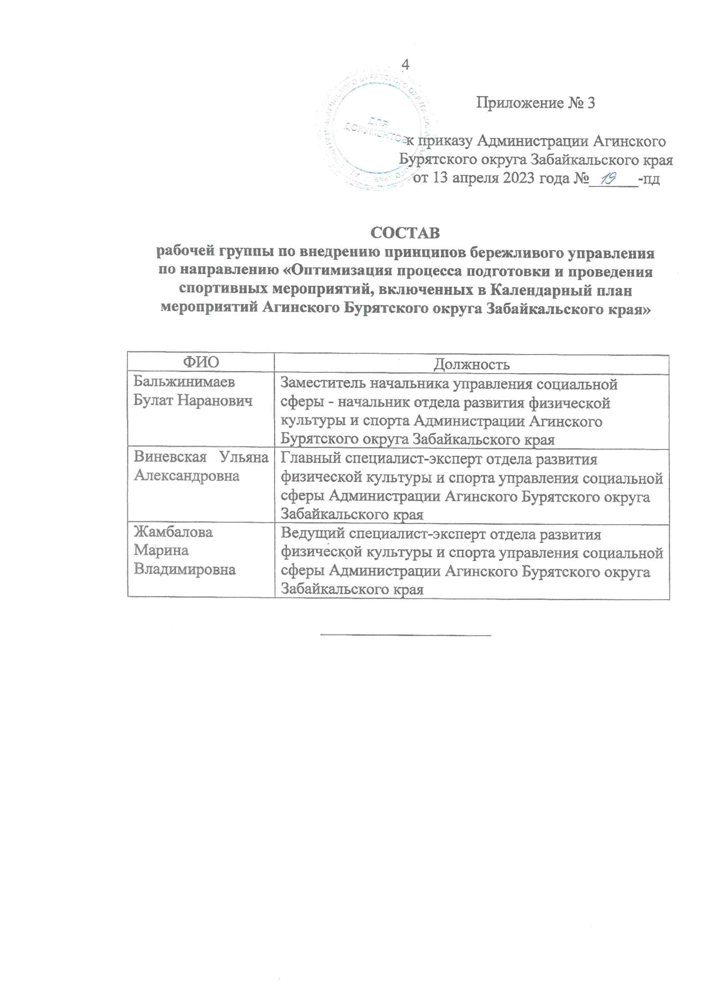 4
ДЛЯ
ДОКУМЕНТОВ
Приложение № 3
к приказу Администрации Агинского
Бурятского округа Забайкальского края
от 13 апреля 2023 года № 19 -пд
СОСТАВ
рабочей группы по внедрению принципов бережливого управления
по направлению «Оптимизация процесса подготовки и проведения
спортивных мероприятий, включенных в Календарный план
мероприятий Агинского Бурятского округа Забайкальского края»
ФИО
Должность
Бальжинимаев
Булат Наранович
Заместитель начальника управления социальной
сферы - начальник отдела развития физической
культуры и спорта Администрации Агинского
Бурятского округа Забайкальского края
Виневская Ульяна
Александровна
Главный специалист-эксперт отдела развития
физической культуры и спорта управления социальной
сферы Администрации Агинского Бурятского округа
Забайкальского края
Жамбалова
Марина
Владимировна
Ведущий специалист-эксперт отдела развития
физической культуры и спорта управления социальной
сферы Администрации Агинского Бурятского округа
Забайкальского края